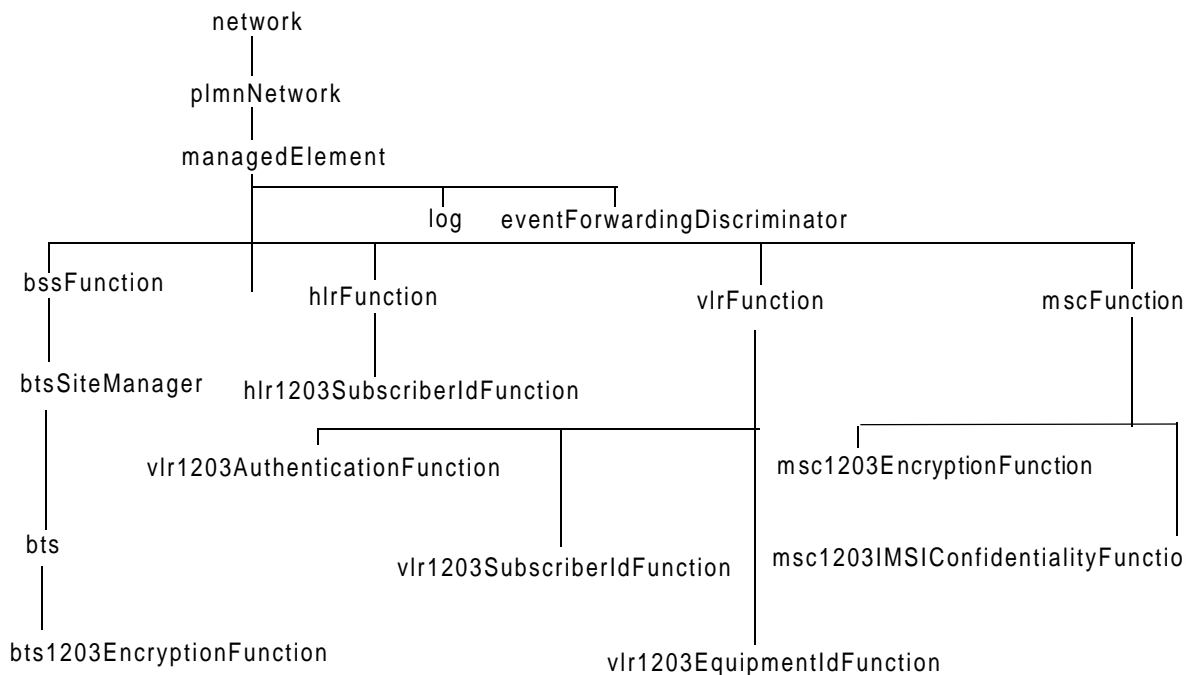 network
plmnNetwork
managedElement
log eventForwardingDiscriminator
bssFunction
hlrFunction
vlrFunction
mscFunction
btsSiteManager
hlr1203SubscriberIdFunction
vlr1203AuthenticationFunction
msc1203EncryptionFunction
bts
vlr1203SubscriberIdFunction
msc1203IMSIConfidentialityFunctio
bts1203EncryptionFunction
vlr1203EquipmentIdFunction